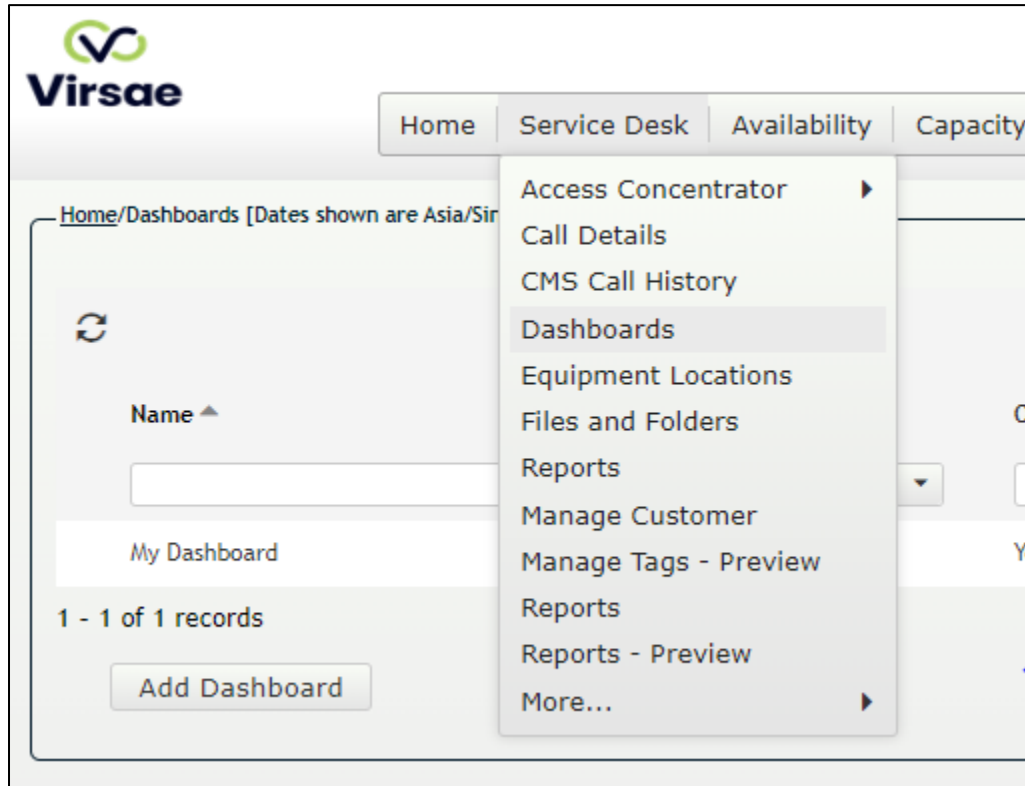 Virsae
Home Service Desk Availability Capacity
Home/Dashboards [Dates shown are
Access Concentrator
Call Details
CMS Call History
Dashboards
Equipment Locations
Name
Files and Folders
Reports
Manage Customer
My Dashboard
Manage Tags - Preview
1 - 1 of 1 records
Reports
Reports - Preview
Add Dashboard
More...